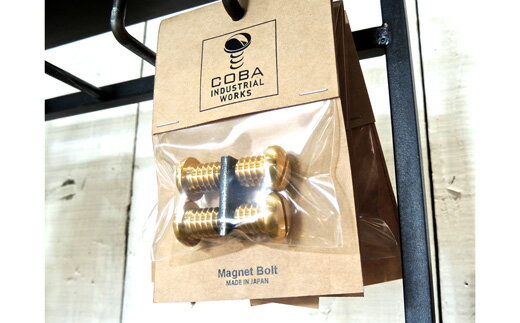 COBA
INDUSTRIAL
WORKS
Magnet Bolt
MADE IN JAPAN